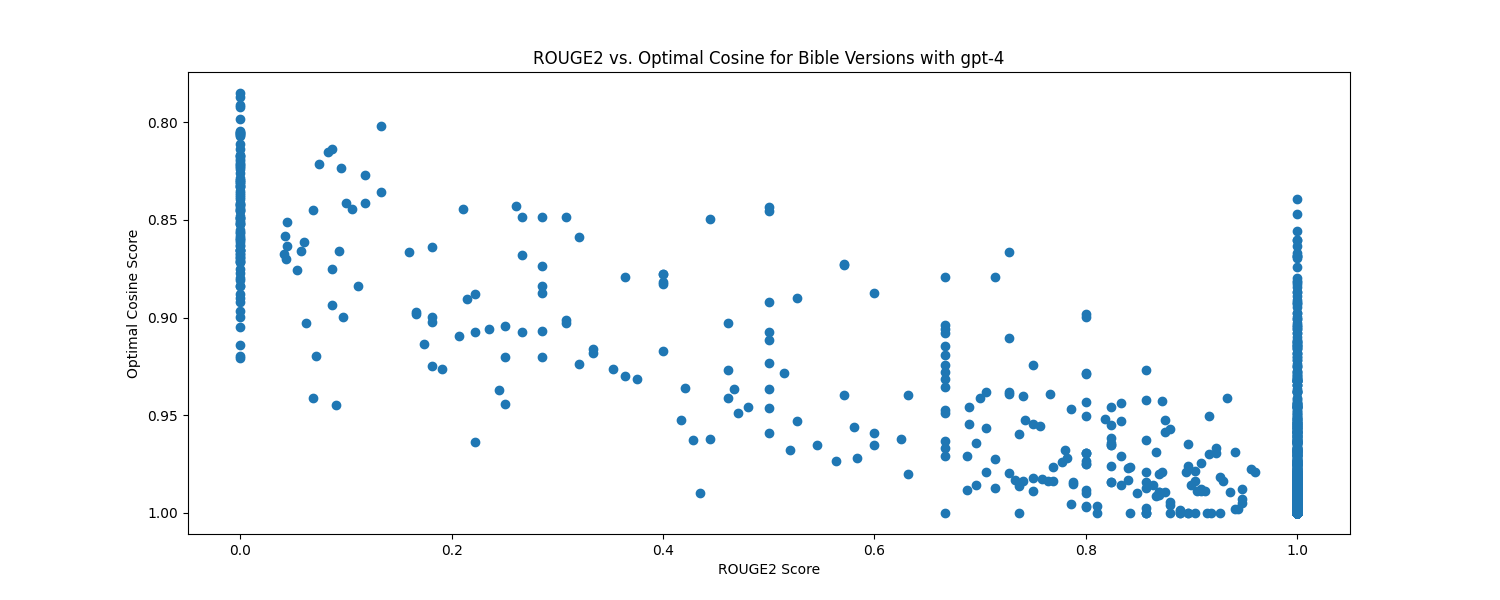 ROUGE2 vs. Optimal Cosine for Bible Versions with gpt-4
Optimal Cosine Score
0.80
0.85
0.90
0.95
1.00
0.0 0.2 0.4 0.6 0.8 1.0
ROUGE2 Score